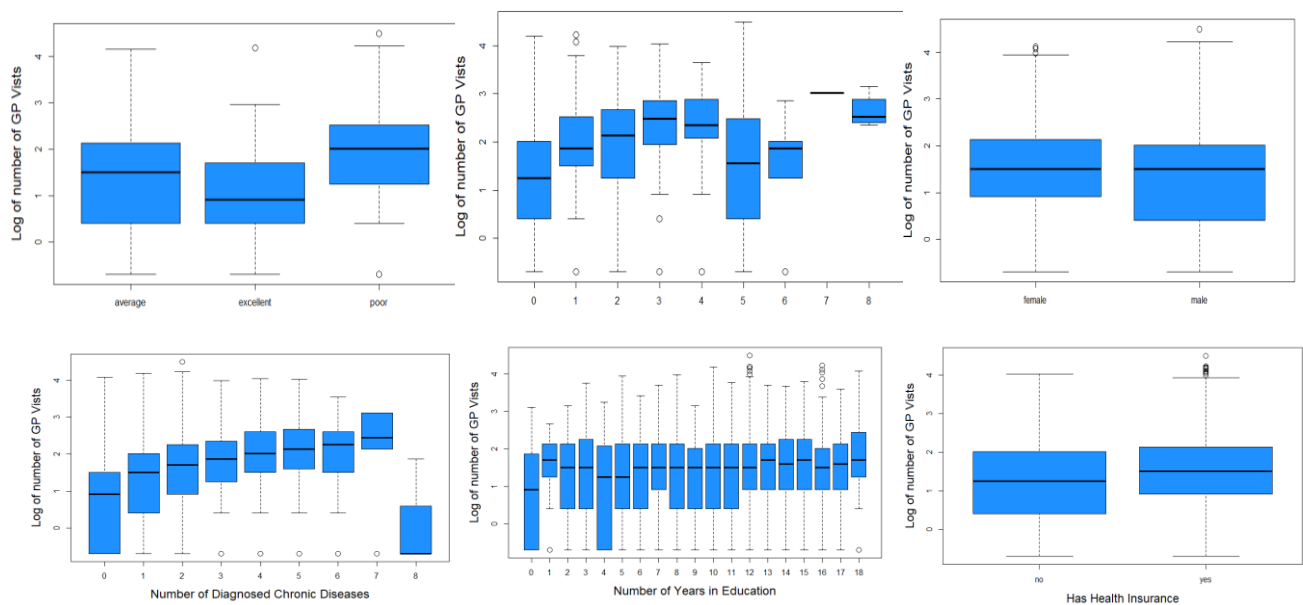 Log of number of GP Vists
4
3
2
1
0
average excellent poor
Log of number of GP Vists
4
3
2
1
0
0 1 2 3 4 5 6 7 8
Log of number of GP Vists
4
3
2
1
0
female male
Log of number of GP Vists
4
3
2
1
0
0 1 2 3 4 5 6 7 8
Number of Diagnosed Chronic Diseases
Log of number of GP Vists
4
3
2
1
0
0 1 2 3 4 5 6 7 8 9 10 11 12 13 14 15 16 17 18
Number of Years in Education
Log of number of GP Vists
4
3
2
1
0
no yes
Has Health Insurance